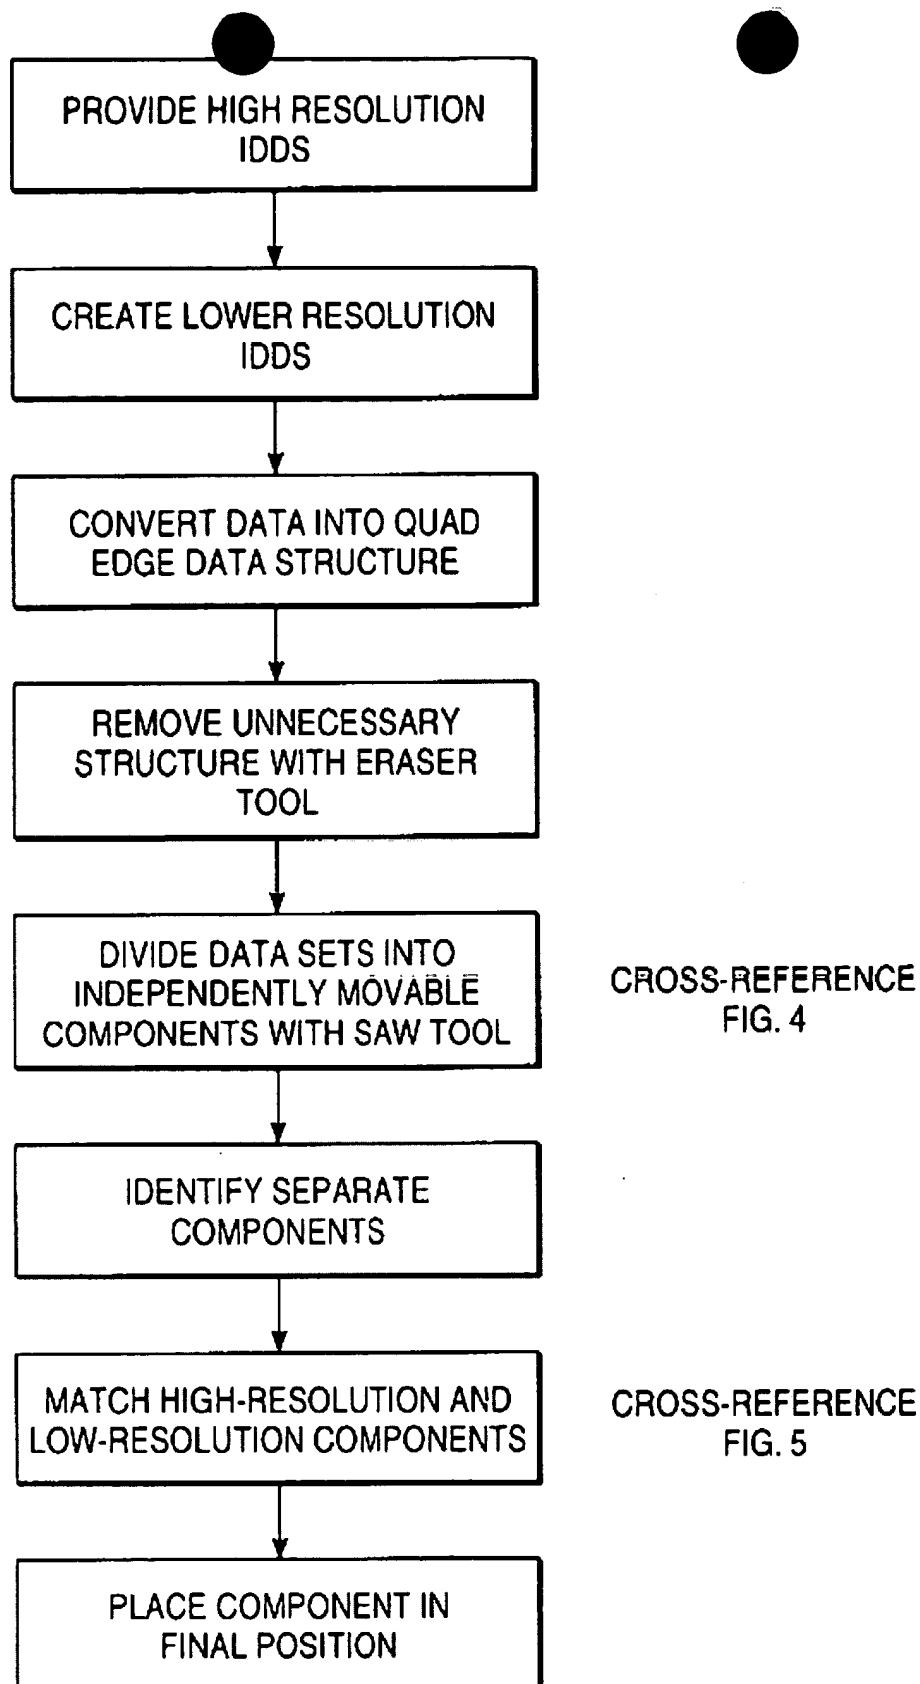 PROVIDE HIGH RESOLUTION
IDDS
CREATE LOWER RESOLUTION
IDDS
CONVERT DATA INTO QUAD
EDGE DATA STRUCTURE
REMOVE UNNECESSARY
STRUCTURE WITH ERASER
TOOL
DIVIDE DATA SETS INTO
INDEPENDENTLY MOVABLE
COMPONENTS WITH SAW TOOL
CROSS-REFERENCE
FIG. 4
IDENTIFY SEPARATE
COMPONENTS
MATCH HIGH-RESOLUTION AND
LOW-RESOLUTION COMPONENTS
CROSS-REFERENCE
FIG. 5
PLACE COMPONENT IN
FINAL POSITION